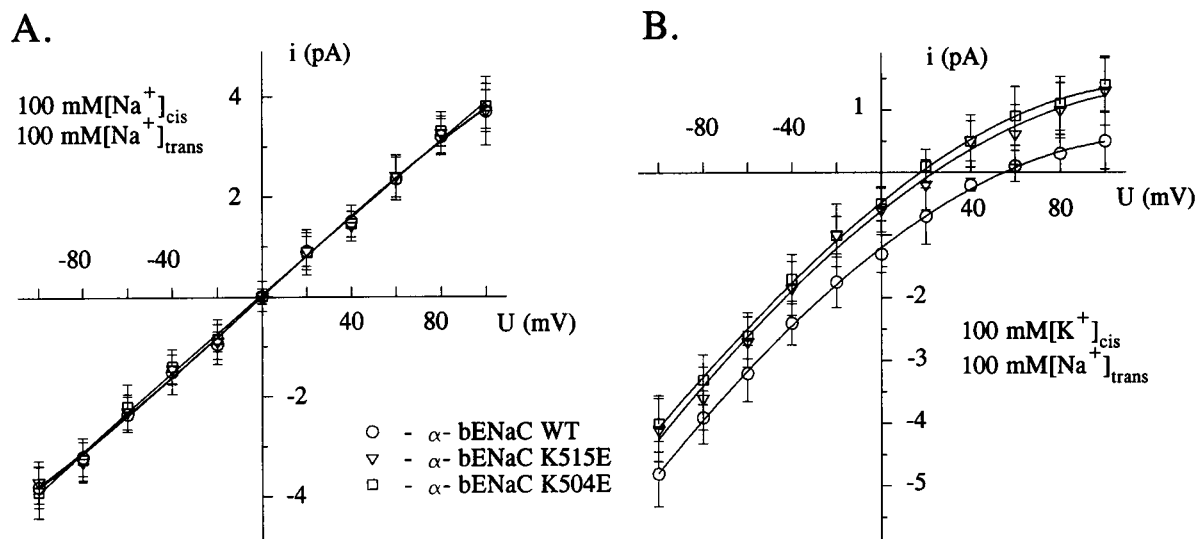 A.
i (pA)
100 mM[Na⁺]cis
100 mM[Na⁺]trans
4
2
-80
-40
40
80
U (mV)
-2
-4
○ - α- bENaC WT
▽ - α- bENaC K515E
□ - α- bENaC K504E
B.
i (pA)
1
-80
-40
40
80
U (mV)
-2
-3
-4
-5
100 mM[K⁺]cis
100 mM[Na⁺]trans